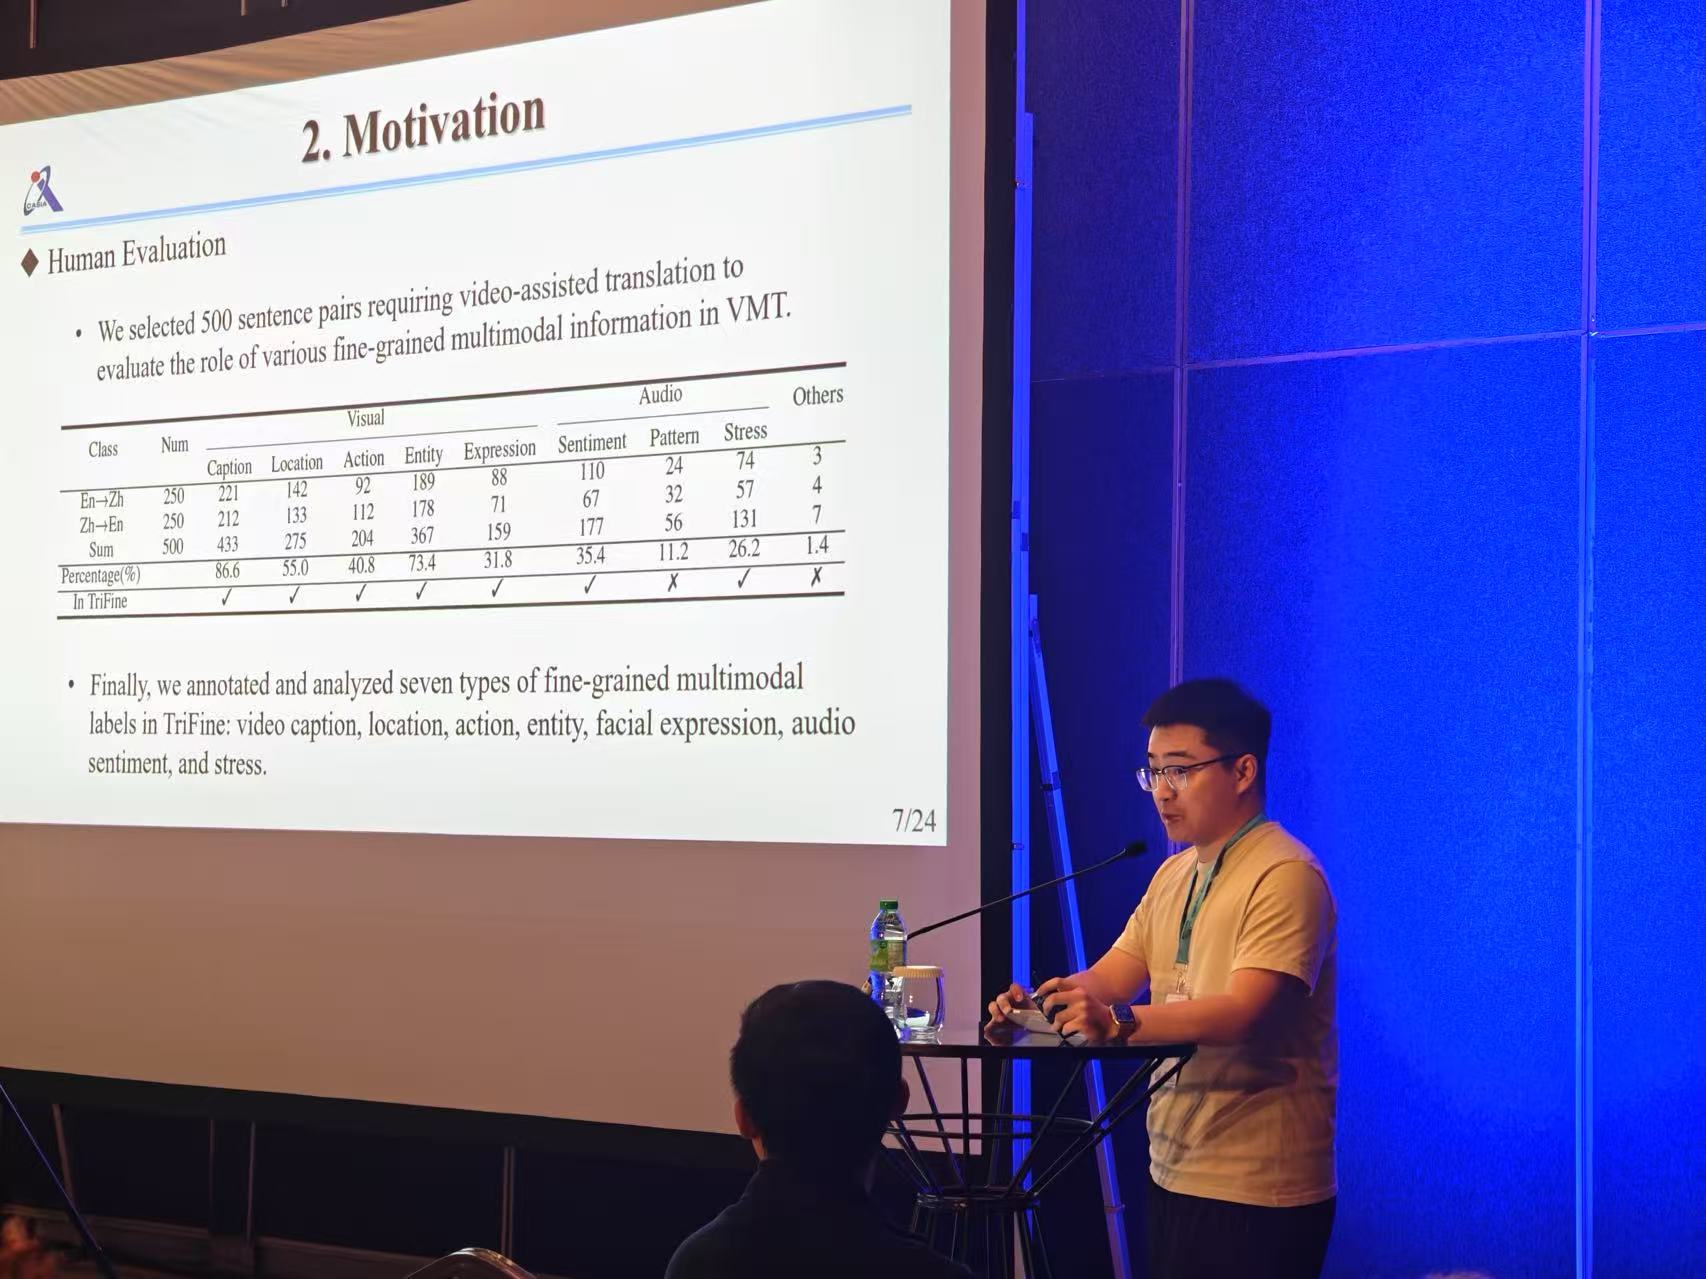 2. Motivation
CASIA
◆ Human Evaluation
• We selected 500 sentence pairs requiring video-assisted translation to
evaluate the role of various fine-grained multimodal information in VMT.
Class Num Visual Audio Others
Caption Location Action Entity Expression Sentiment Pattern Stress
En→Zh 250 221 142 92 189 88 110 24 74 3
Zh→En 250 212 133 112 178 71 67 32 57 4
Sum 500 433 275 204 367 159 177 56 131 7
Percentage(%) 86.6 55.0 40.8 73.4 31.8 35.4 11.2 26.2 1.4
In TriFine ✓ ✓ ✓ ✓ ✓ ✓ ✗ ✓ ✗
• Finally, we annotated and analyzed seven types of fine-grained multimodal
labels in TriFine: video caption, location, action, entity, facial expression, audio
sentiment, and stress.
7/24